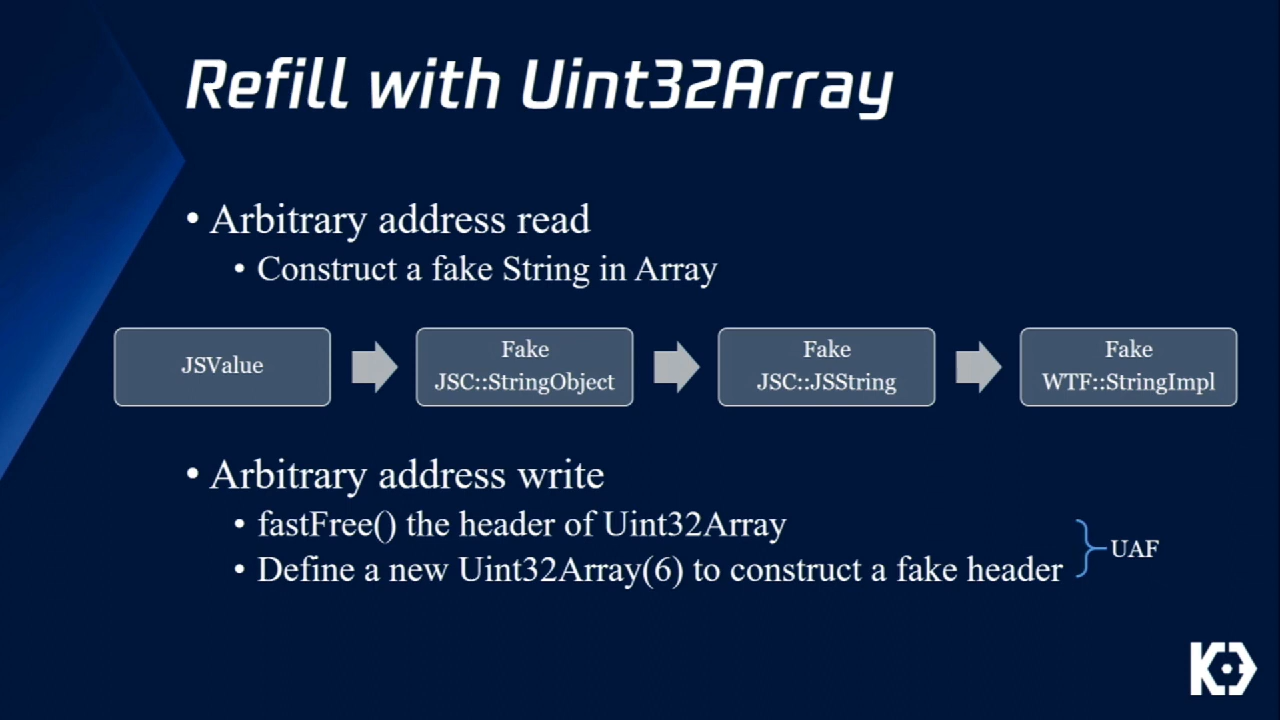 Refill with Uint32Array
• Arbitrary address read
• Construct a fake String in Array
JSValue
Fake
JSC::StringObject
Fake
JSC::JSString
Fake
WTF::StringImpl
• Arbitrary address write
• fastFree() the header of Uint32Array
• Define a new Uint32Array(6) to construct a fake header
UAF